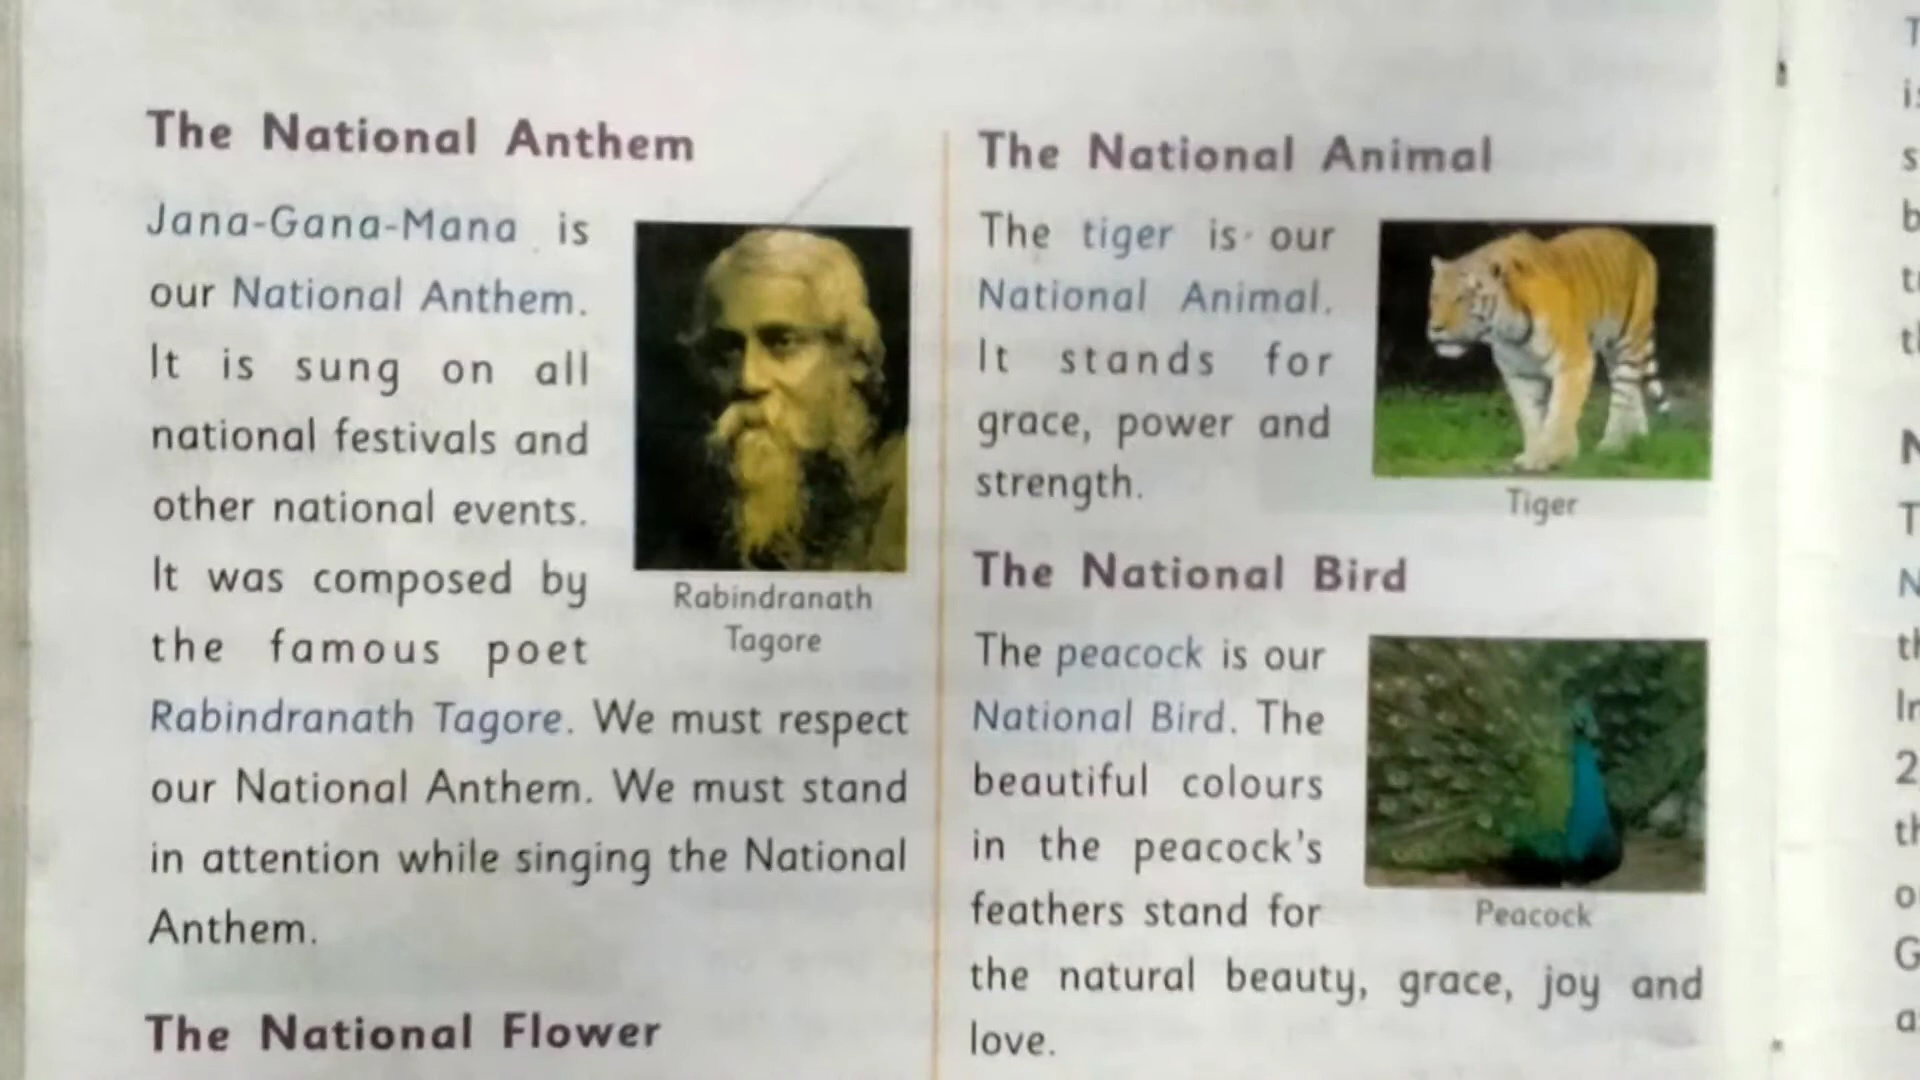 The National Anthem
Jana-Gana-Mana is
our National Anthem.
It is sung on all
national festivals and
other national events.
It was composed by
the famous poet
Rabindranath Tagore. We must respect
our National Anthem. We must stand
in attention while singing the National
Anthem.
Rabindranath
Tagore
The National Flower
The National Animal
The tiger is our
National Animal.
It stands for
grace, power and
strength.
Tiger
The National Bird
The peacock is our
National Bird. The
beautiful colours
in the peacock's
feathers stand for
the natural beauty, grace, joy and
love.
Peacock